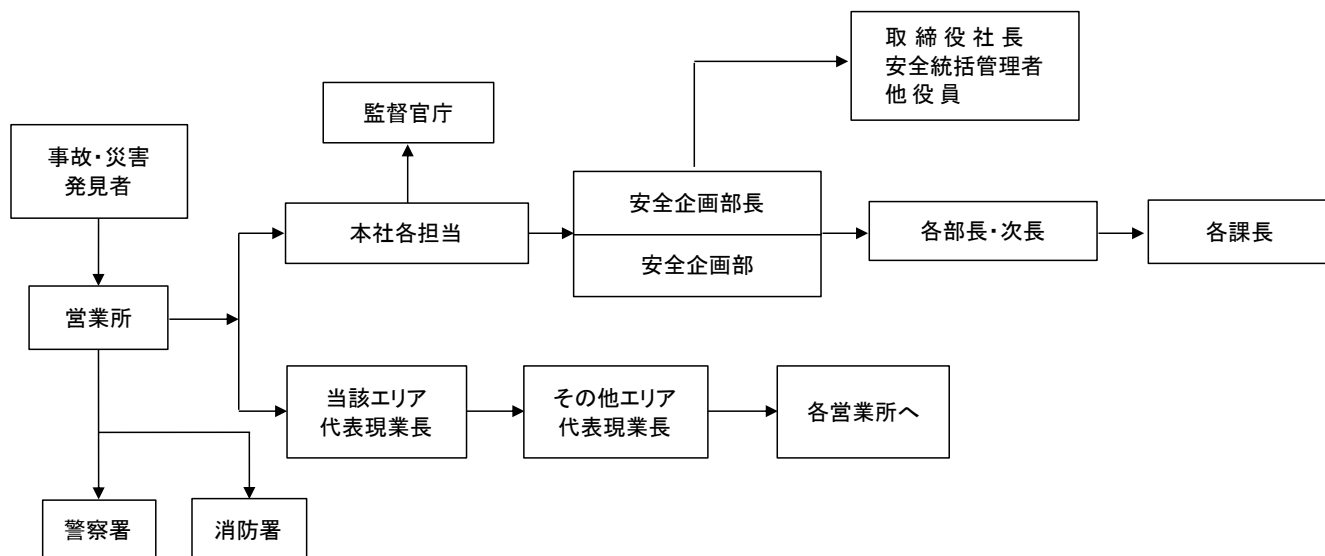 取 締 役 社 長
安全統括管理者
他 役 員
監督官庁
事故・災害
発見者
安全企画部長
本社各担当
各部長・次長
各課長
安全企画部
営業所
当該エリア
代表現業長
その他エリア
代表現業長
各営業所へ
警察署
消防署